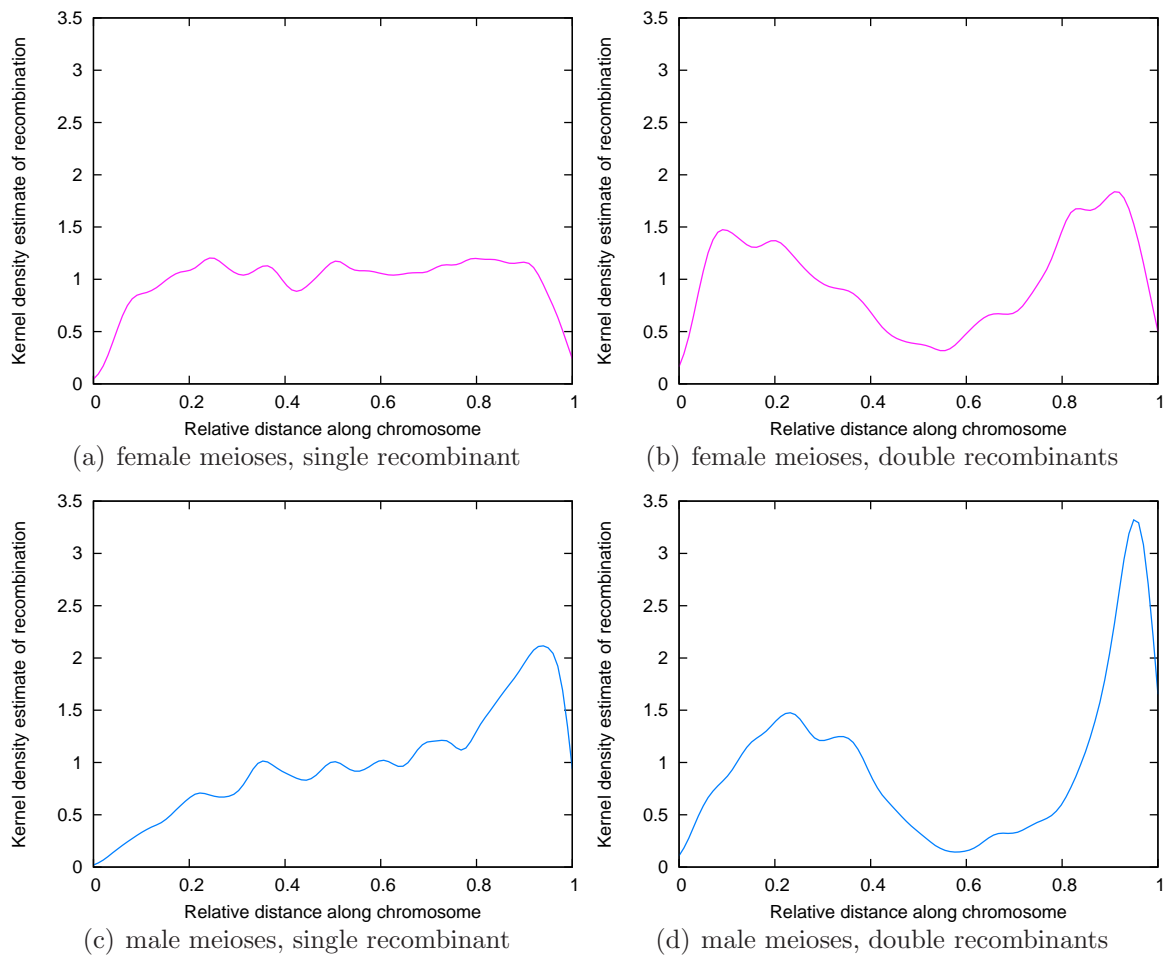 3.5
3
2.5
2
1.5
1
0.5
0
Kernel density estimate of recombination
0 0.2 0.4 0.6 0.8 1
Relative distance along chromosome
(a) female meioses, single recombinant
3.5
3
2.5
2
1.5
1
0.5
0
Kernel density estimate of recombination
0 0.2 0.4 0.6 0.8 1
Relative distance along chromosome
(b) female meioses, double recombinants
3.5
3
2.5
2
1.5
1
0.5
0
Kernel density estimate of recombination
0 0.2 0.4 0.6 0.8 1
Relative distance along chromosome
(c) male meioses, single recombinant
3.5
3
2.5
2
1.5
1
0.5
0
Kernel density estimate of recombination
0 0.2 0.4 0.6 0.8 1
Relative distance along chromosome
(d) male meioses, double recombinants